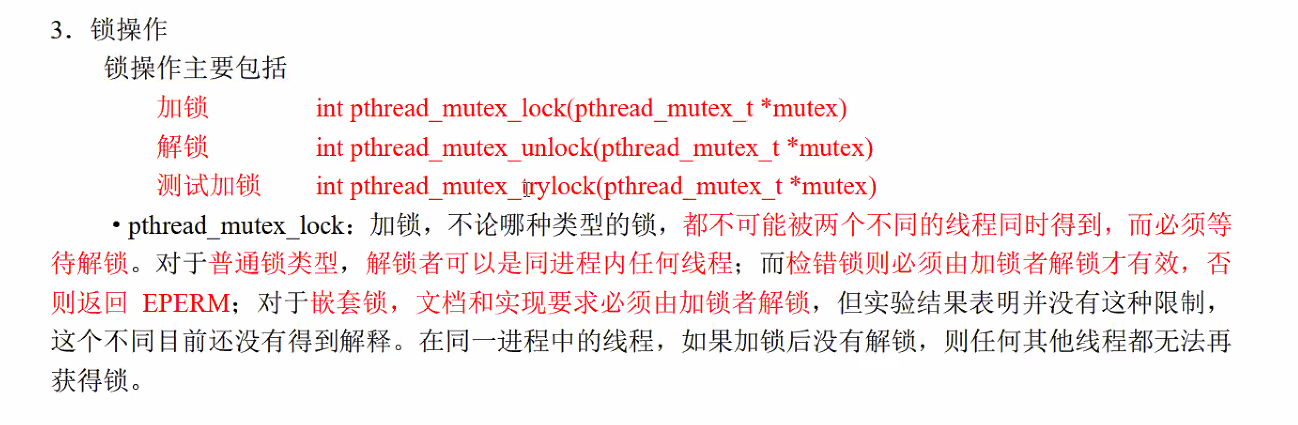 3．锁操作
锁操作主要包括
加锁 int pthread_mutex_lock(pthread_mutex_t *mutex)
解锁 int pthread_mutex_unlock(pthread_mutex_t *mutex)
测试加锁 int pthread_mutex_trylock(pthread_mutex_t *mutex)
• pthread_mutex_lock：加锁，不论哪种类型的锁，都不可能被两个不同的线程同时得到，而必须等
待解锁。对于普通锁类型，解锁者可以是同进程内任何线程；而检错锁则必须由加锁者解锁才有效，否
则返回 EPERM；对于嵌套锁，文档和实现要求必须由加锁者解锁，但实验结果表明并没有这种限制，
这个不同目前还没有得到解释。在同一进程中的线程，如果加锁后没有解锁，则任何其他线程都无法再
获得锁。